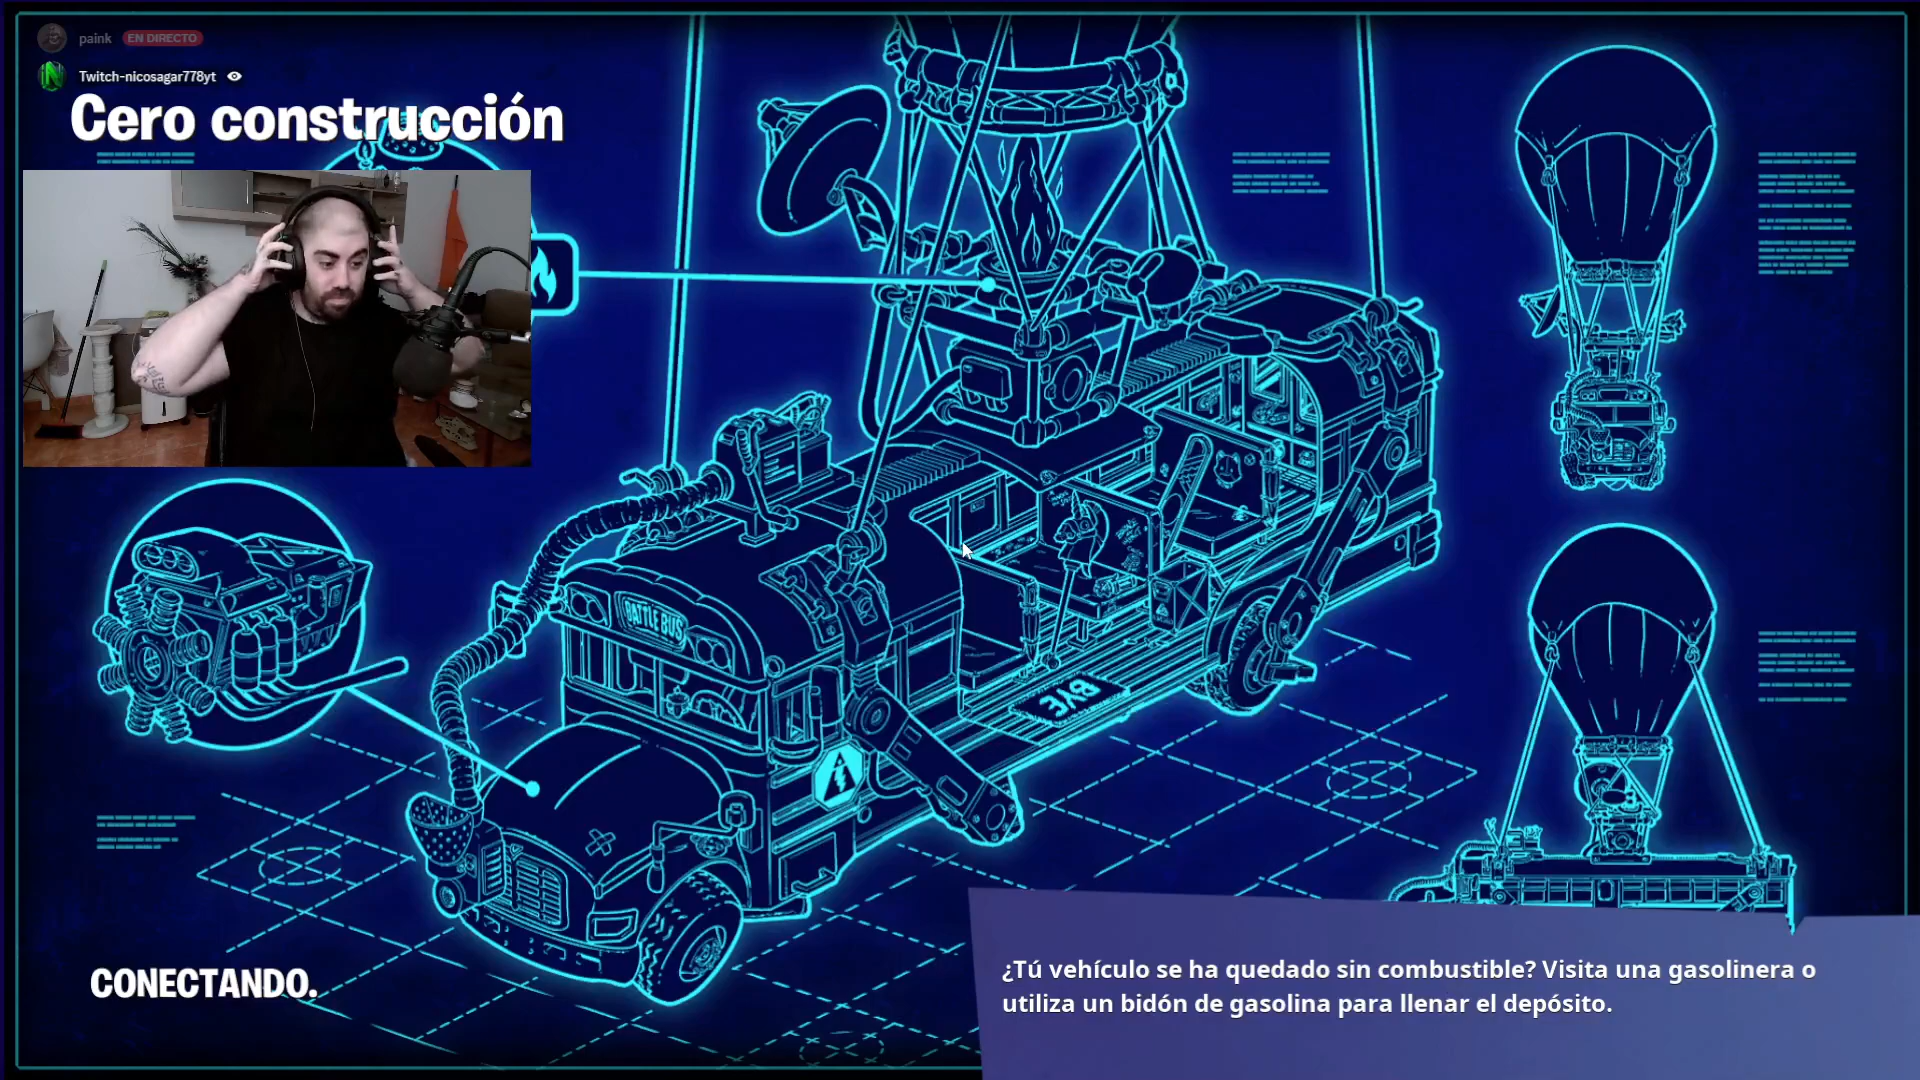 paink EN DIRECTO
Twitch-nicosagar778yt
Cero construcción
BATTLE BUS
BYE
CONECTANDO.
¿Tú vehículo se ha quedado sin combustible? Visita una gasolinera o
utiliza un bidón de gasolina para llenar el depósito.